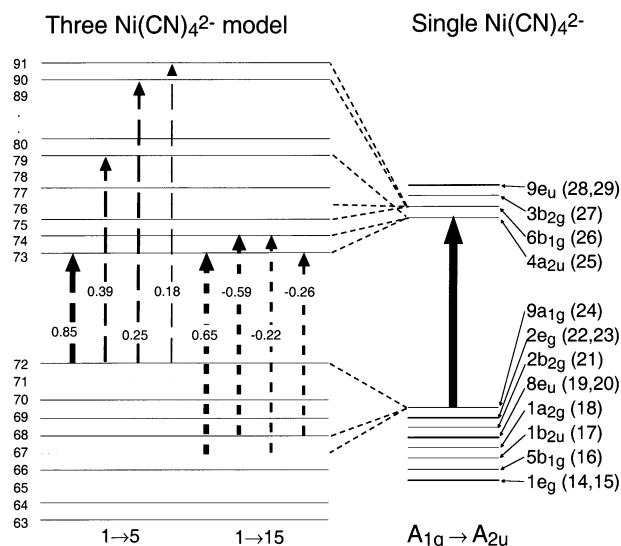 Three Ni(CN)₄²⁻ model
Single Ni(CN)₄²⁻
91
90
89
.
.
80
79
78
77
76
75
74
73
72
71
70
69
68
67
66
65
64
63
0.85
0.39
0.25
0.18
0.65
-0.59
-0.22
-0.26
1→5
1→15
9eᵤ (28,29)
3b₂g (27)
6b₁g (26)
4a₂ᵤ (25)
9a₁g (24)
2eg (22,23)
2b₂g (21)
8eᵤ (19,20)
1a₂g (18)
1b₂ᵤ (17)
5b₁g (16)
1eg (14,15)
A₁g → A₂ᵤ